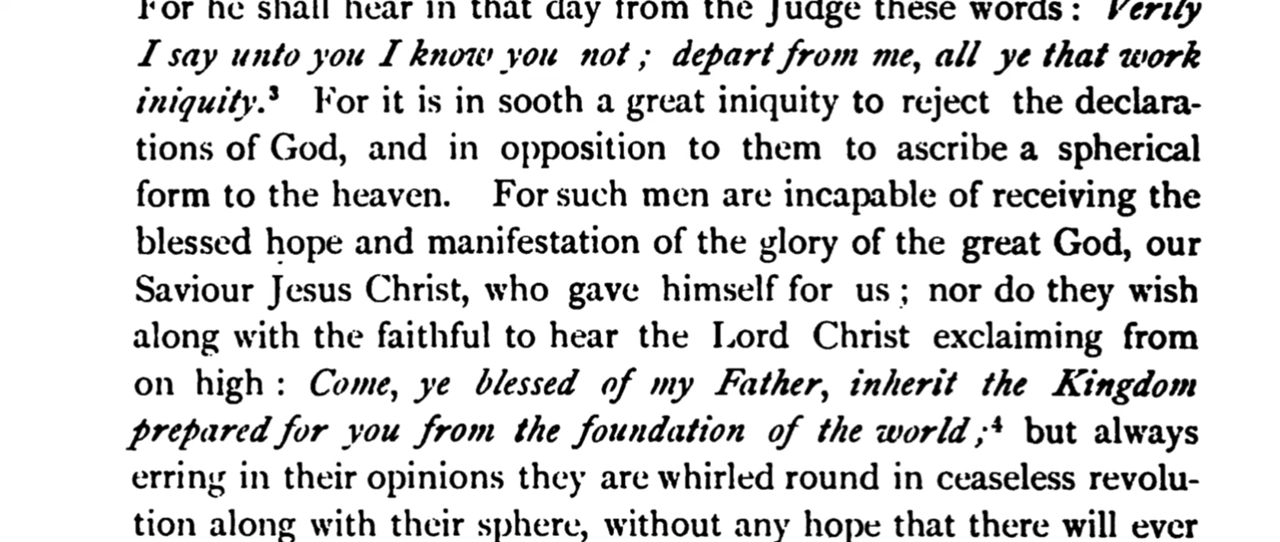 For he shall hear in that day from the Judge these words: Verily
I say unto you I know you not; depart from me, all ye that work
iniquity.³ For it is in sooth a great iniquity to reject the declara-
tions of God, and in opposition to them to ascribe a spherical
form to the heaven. For such men are incapable of receiving the
blessed hope and manifestation of the glory of the great God, our
Saviour Jesus Christ, who gave himself for us; nor do they wish
along with the faithful to hear the Lord Christ exclaiming from
on high: Come, ye blessed of my Father, inherit the Kingdom
prepared for you from the foundation of the world;⁴ but always
erring in their opinions they are whirled round in ceaseless revolu-
tion along with their sphere, without any hope that there will ever